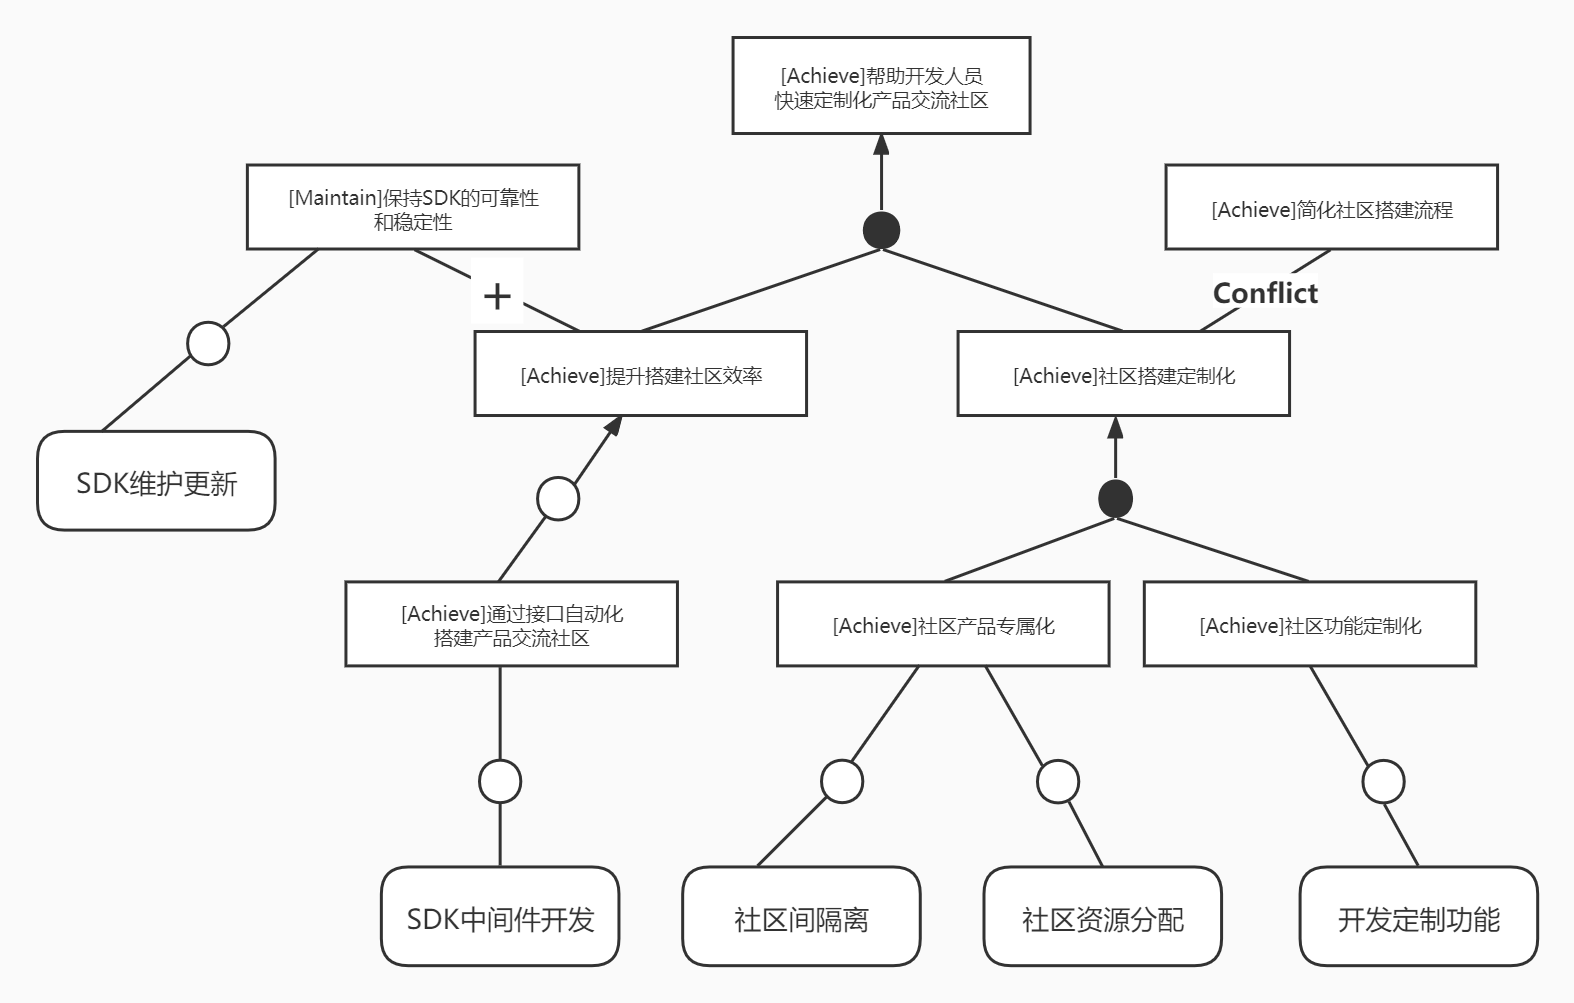 [Achieve]帮助开发人员
快速定制化产品交流社区
[Maintain]保持SDK的可靠性
和稳定性
[Achieve]简化社区搭建流程
+
Conflict
[Achieve]提升搭建社区效率
[Achieve]社区搭建定制化
SDK维护更新
[Achieve]通过接口自动化
搭建产品交流社区
[Achieve]社区产品专属化
[Achieve]社区功能定制化
SDK中间件开发
社区间隔离
社区资源分配
开发定制功能